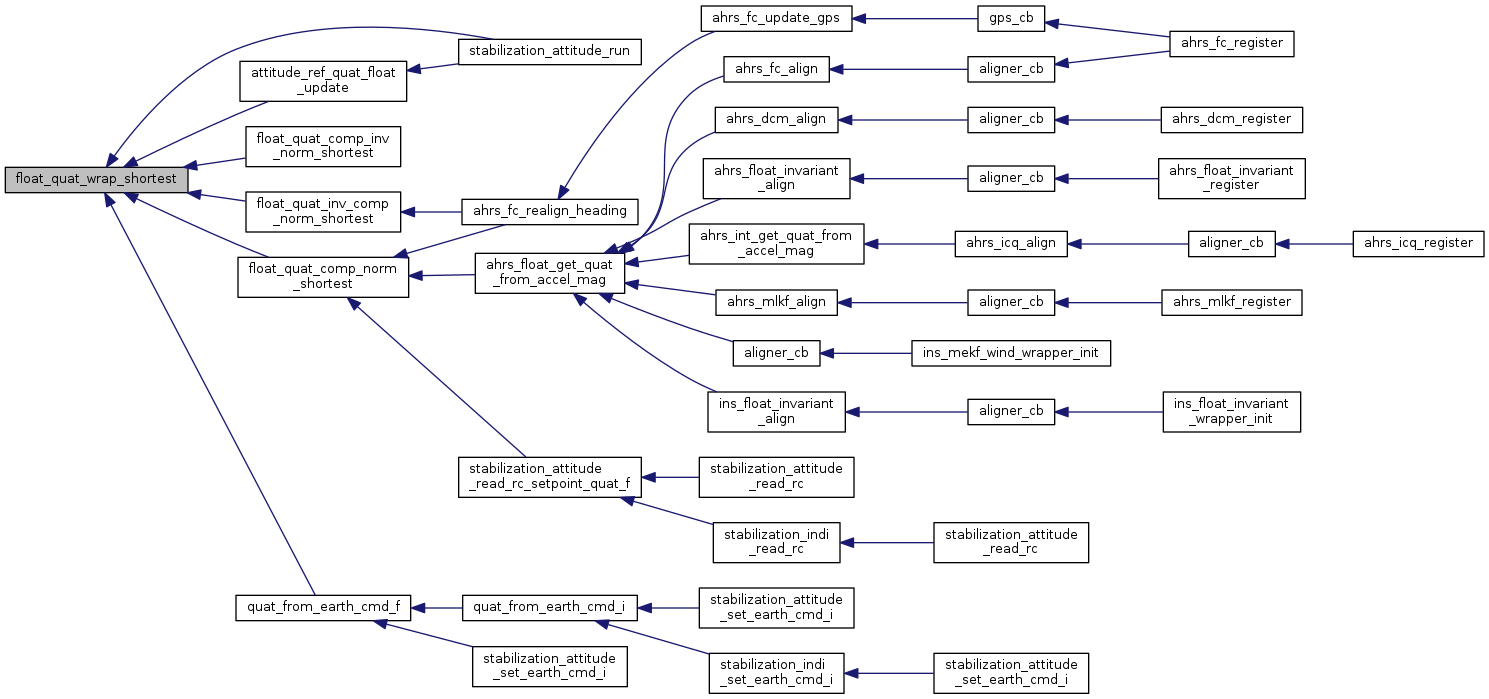 float_quat_wrap_shortest
stabilization_attitude_run
attitude_ref_quat_float
_update
float_quat_comp_inv
_norm_shortest
float_quat_inv_comp
_norm_shortest
float_quat_comp_norm
_shortest
quat_from_earth_cmd_f
ahrs_fc_realign_heading
ahrs_float_get_quat
_from_accel_mag
stabilization_attitude
_read_rc_setpoint_quat_f
quat_from_earth_cmd_i
stabilization_attitude
_set_earth_cmd_i
ahrs_fc_update_gps
ahrs_fc_align
ahrs_dcm_align
ahrs_float_invariant
_align
ahrs_int_get_quat_from
_accel_mag
ahrs_mlkf_align
aligner_cb
ins_float_invariant
_align
stabilization_attitude
_read_rc
stabilization_indi
_read_rc
stabilization_attitude
_set_earth_cmd_i
stabilization_indi
_set_earth_cmd_i
gps_cb
aligner_cb
aligner_cb
aligner_cb
ahrs_icq_align
aligner_cb
ins_mekf_wind_wrapper_init
aligner_cb
stabilization_attitude
_read_rc
stabilization_attitude
_set_earth_cmd_i
ahrs_fc_register
ahrs_dcm_register
ahrs_float_invariant
_register
aligner_cb
ahrs_mlkf_register
ins_float_invariant
_wrapper_init
ahrs_icq_register